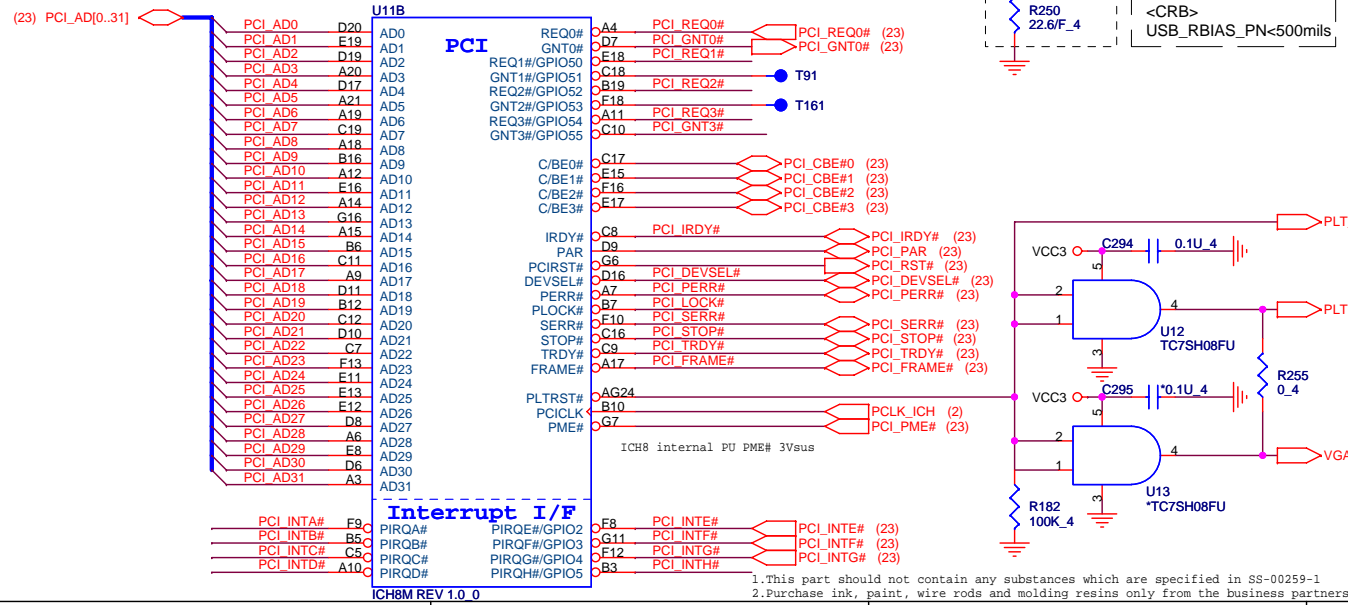 (23) PCI_AD[0..31]
U11B
PCI
PCI_AD0 D20 AD0
PCI_AD1 E19 AD1
PCI_AD2 D19 AD2
PCI_AD3 A20 AD3
PCI_AD4 D17 AD4
PCI_AD5 A21 AD5
PCI_AD6 A19 AD6
PCI_AD7 C19 AD7
PCI_AD8 A18 AD8
PCI_AD9 B16 AD9
PCI_AD10 A12 AD10
PCI_AD11 E16 AD11
PCI_AD12 A14 AD12
PCI_AD13 G16 AD13
PCI_AD14 A15 AD14
PCI_AD15 B6 AD15
PCI_AD16 C11 AD16
PCI_AD17 A9 AD17
PCI_AD18 D11 AD18
PCI_AD19 B12 AD19
PCI_AD20 C12 AD20
PCI_AD21 D10 AD21
PCI_AD22 C7 AD22
PCI_AD23 F13 AD23
PCI_AD24 E11 AD24
PCI_AD25 E13 AD25
PCI_AD26 E12 AD26
PCI_AD27 D8 AD27
PCI_AD28 A6 AD28
PCI_AD29 E8 AD29
PCI_AD30 D6 AD30
PCI_AD31 A3 AD31
REQ0# A4 PCI_REQ0# PCI_REQ0# (23)
GNT0# D7 PCI_GNT0# PCI_GNT0# (23)
REQ1#/GPIO50 E18 PCI_REQ1#
GNT1#/GPIO51 C18 T91
REQ2#/GPIO52 B19 PCI_REQ2#
GNT2#/GPIO53 F18 T161
REQ3#/GPIO54 A11 PCI_REQ3#
GNT3#/GPIO55 C10 PCI_GNT3#
C/BE0# C17 PCI_CBE#0 (23)
C/BE1# E15 PCI_CBE#1 (23)
C/BE2# F16 PCI_CBE#2 (23)
C/BE3# E17 PCI_CBE#3 (23)
IRDY# C8 PCI_IRDY# PCI_IRDY# (23)
PAR D9 PCI_PAR (23)
PCIRST# G6 PCI_RST# (23)
DEVSEL# D16 PCI_DEVSEL# PCI_DEVSEL# (23)
PERR# A7 PCI_PERR# PCI_PERR# (23)
PLOCK# B7 PCI_LOCK#
SERR# F10 PCI_SERR# PCI_SERR# (23)
STOP# C16 PCI_STOP# PCI_STOP# (23)
TRDY# C9 PCI_TRDY# PCI_TRDY# (23)
FRAME# A17 PCI_FRAME# PCI_FRAME# (23)
PLTRST# AG24
PCICLK B10 PCLK_ICH (2)
PME# G7 PCI_PME# (23)
ICH8 internal PU PME# 3Vsus
Interrupt I/F
PCI_INTA# F9 PIRQA#
PCI_INTB# B5 PIRQB#
PCI_INTC# C5 PIRQC#
PCI_INTD# A10 PIRQD#
PIRQE#/GPIO2 F8 PCI_INTE# PCI_INTE# (23)
PIRQF#/GPIO3 G11 PCI_INTF# PCI_INTF# (23)
PIRQG#/GPIO4 F12 PCI_INTG# PCI_INTG# (23)
PIRQH#/GPIO5 B3 PCI_INTH#
ICH8M REV 1.0_0
R250
22.6/F_4
<CRB>
USB_RBIAS_PN<500mils
PLT
VCC3 C294 0.1U_4
5
2
1
4
3
PLT
U12
TC7SH08FU
R255
0_4
VCC3 C295 *0.1U_4
5
2
1
4
3
VGA
U13
*TC7SH08FU
R182
100K_4
1.This part should not contain any substances which are specified in SS-00259-1
2.Purchase ink, paint, wire rods and molding resins only from the business partners